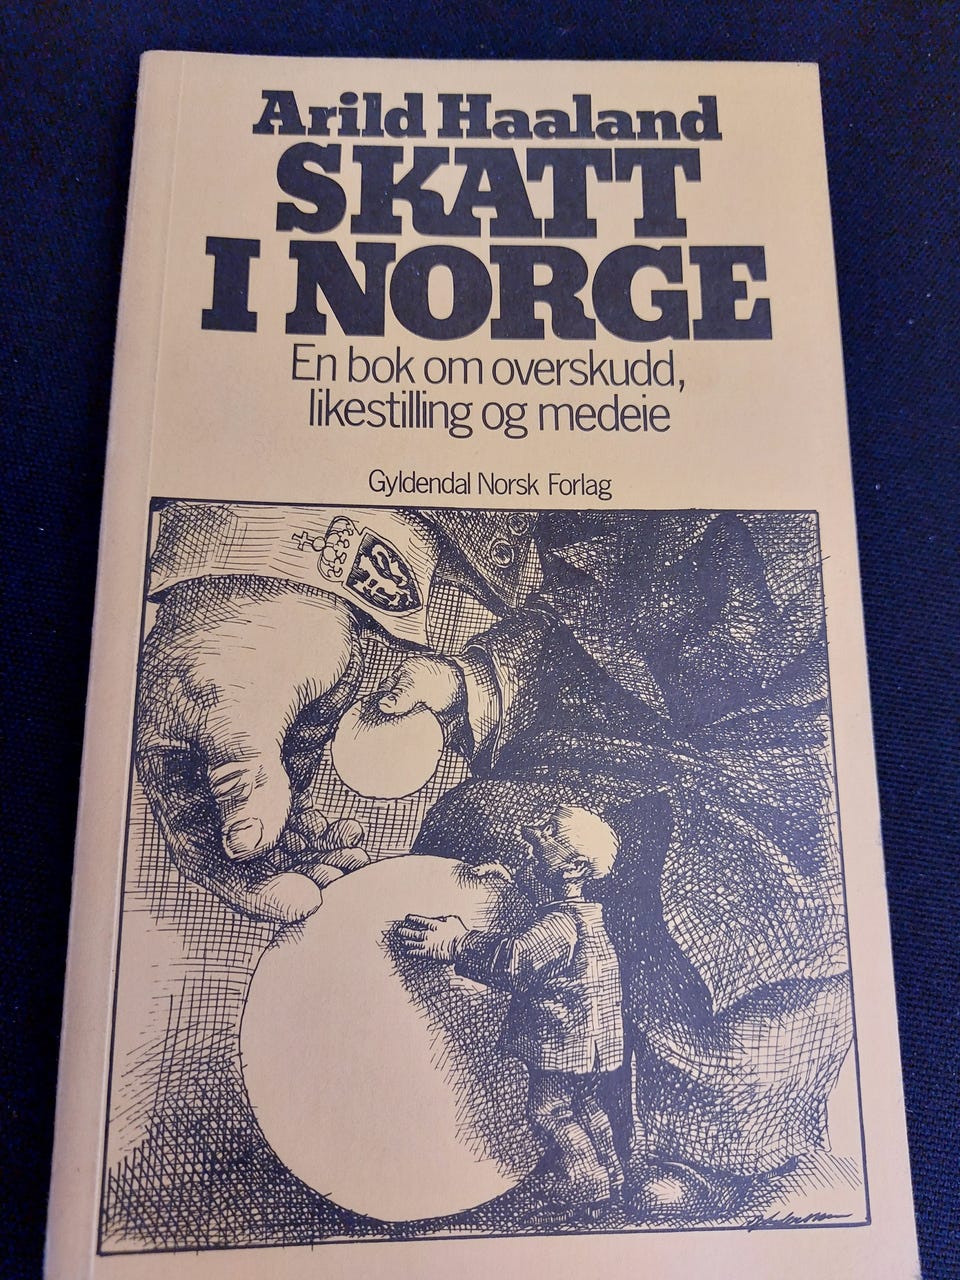 Arild Haaland
SKATT
I NORGE
En bok om overskudd,
likestilling og medeie
Gyldendal Norsk Forlag